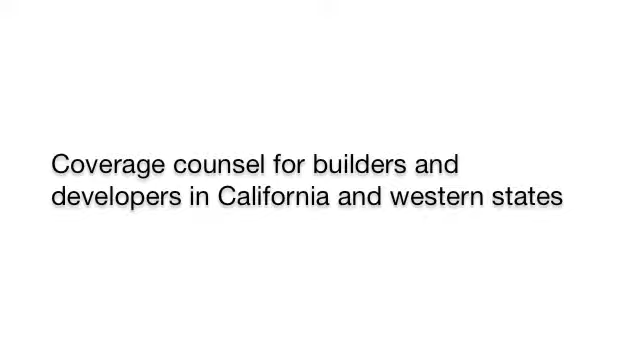 Coverage counsel for builders and
developers in California and western states